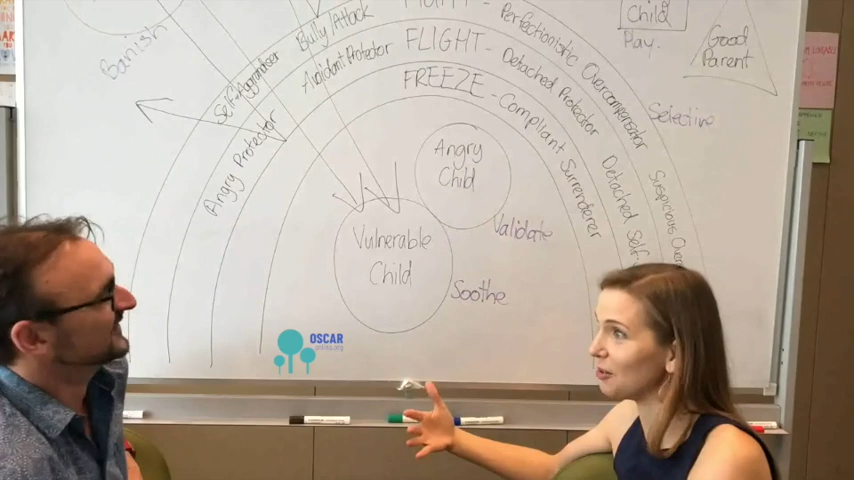 Child
Play
Good
Parent
Banish
Bully/Attack
Perfectionistic Overcompensator
Self-Aggrandiser
Avoidant Protector
FLIGHT
Detached Protector
FREEZE
Compliant Surrenderer
Selective
Angry Protector
Detached Self-
Suspicious Over
Angry
Child
Vulnerable
Child
Validate
Soothe
OSCAR